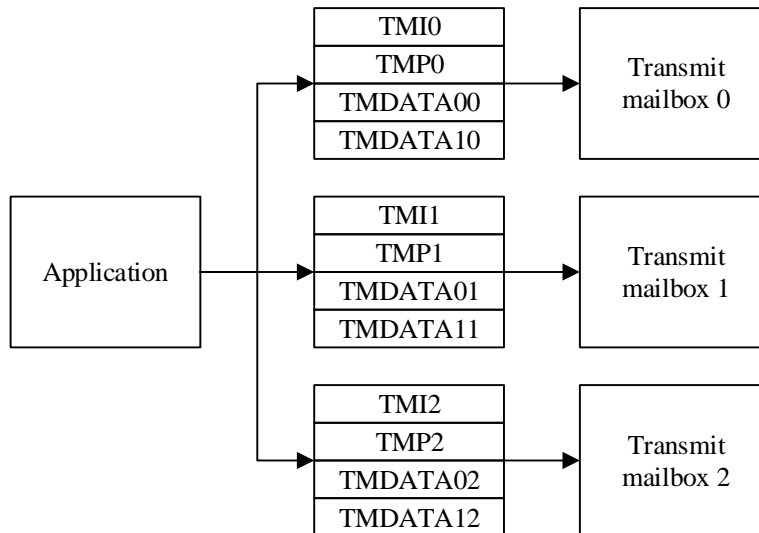 TMI0
TMP0
TMDATA00
TMDATA10
Transmit
mailbox 0
Application
TMI1
TMP1
TMDATA01
TMDATA11
Transmit
mailbox 1
TMI2
TMP2
TMDATA02
TMDATA12
Transmit
mailbox 2